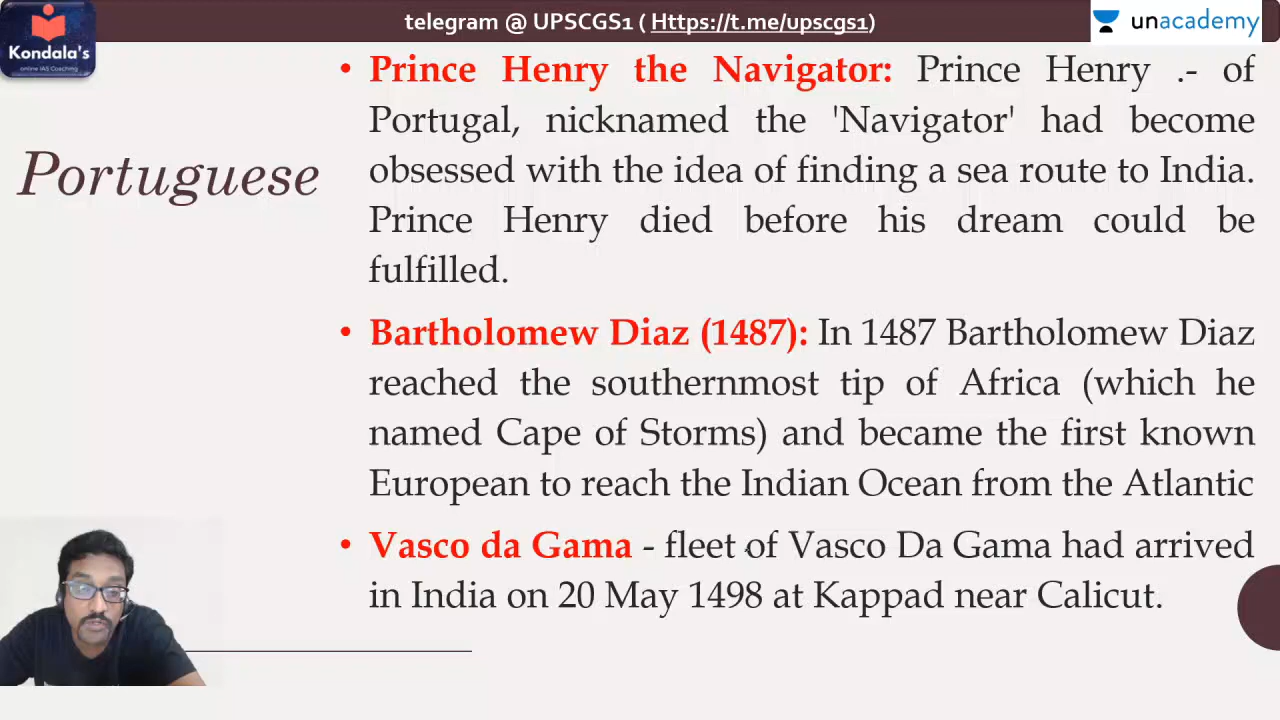 telegram @ UPSCGS1 ( Https://t.me/upscgs1)
Kondala's
online IAS Coaching
unacademy
Portuguese
• Prince Henry the Navigator: Prince Henry .- of
Portugal, nicknamed the 'Navigator' had become
obsessed with the idea of finding a sea route to India.
Prince Henry died before his dream could be
fulfilled.
• Bartholomew Diaz (1487): In 1487 Bartholomew Diaz
reached the southernmost tip of Africa (which he
named Cape of Storms) and became the first known
European to reach the Indian Ocean from the Atlantic
• Vasco da Gama - fleet of Vasco Da Gama had arrived
in India on 20 May 1498 at Kappad near Calicut.